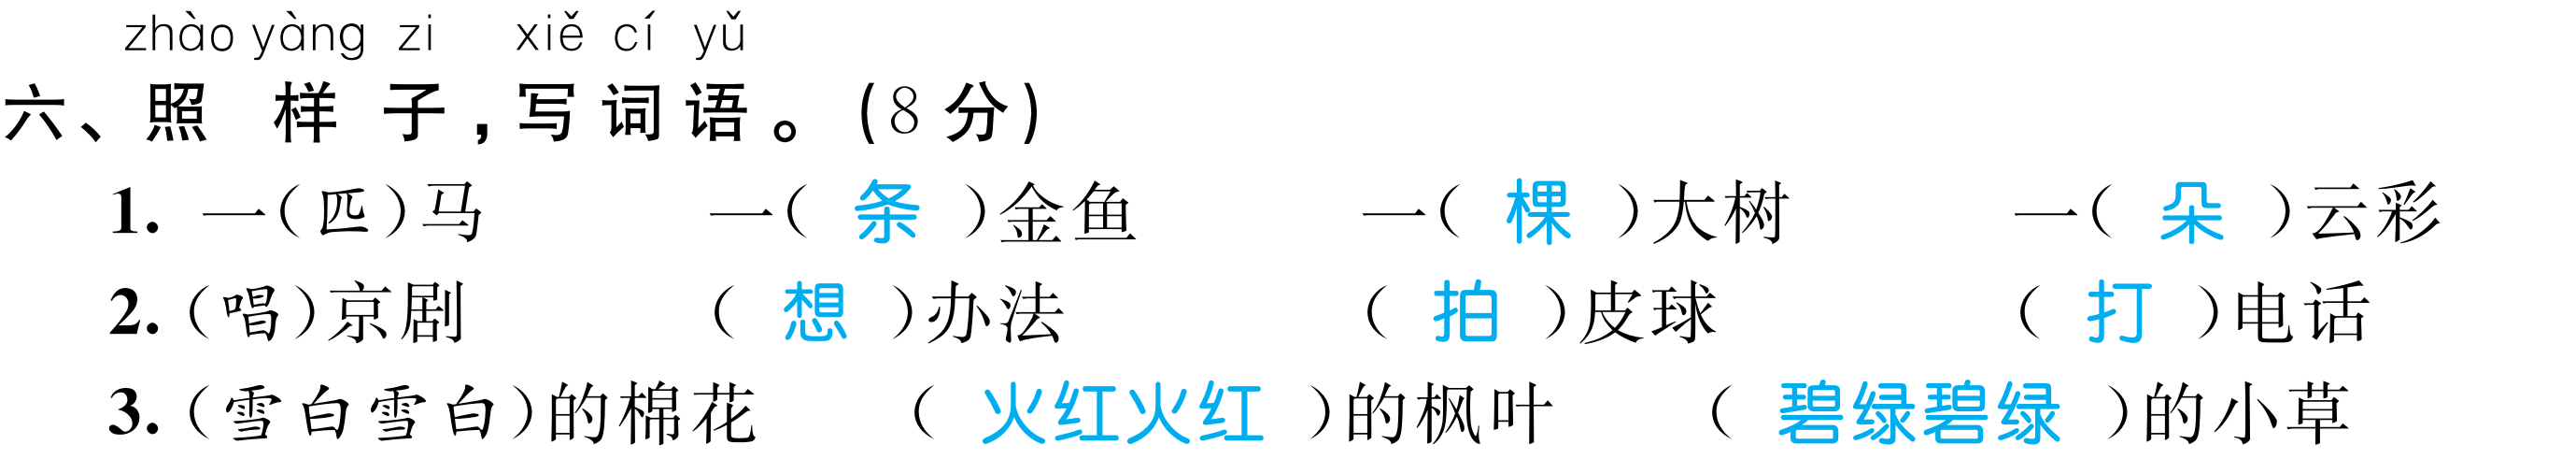 zhào yàng zi xiě cí yǔ
六、照样子,写词语。(8分)
1. 一(匹)马 一(条)金鱼 一(棵)大树 一(朵)云彩
2.(唱)京剧 (想)办法 (拍)皮球 (打)电话
3.(雪白雪白)的棉花 (火红火红)的枫叶 (碧绿碧绿)的小草